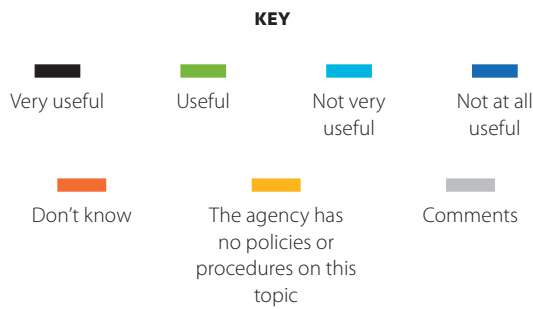 KEY
Very useful
Useful
Not very
useful
Not at all
useful
Don't know
The agency has
no policies or
procedures on this
topic
Comments